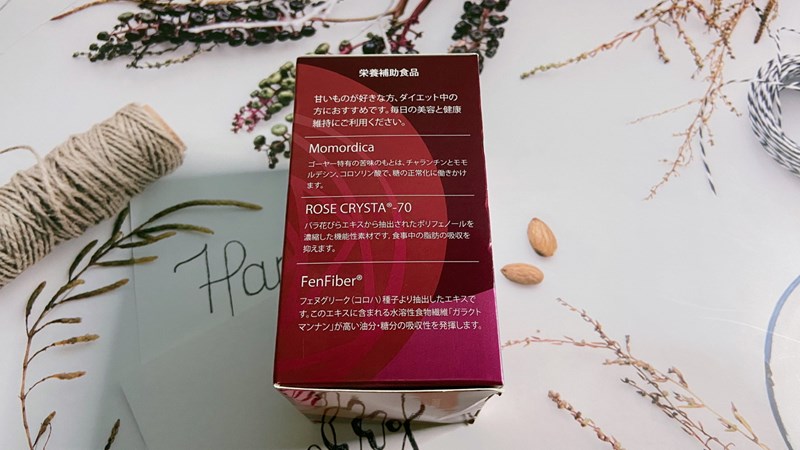 栄養補助食品
甘いものが好きな方、ダイエット中の
方におすすめです。毎日の美容と健康
維持にご利用ください。
Momordica
ゴーヤー特有の苦味のもとは、チャランチンとモモ
ルデシン、コロソリン酸で、糖の正常化に働きかけ
ます。
ROSE CRYSTA®-70
バラ花びらエキスから抽出されたポリフェノールを
濃縮した機能性素材です。食事中の脂肪の吸収を
抑えます。
FenFiber®
フェヌグリーク（コロハ）種子より抽出したエキスで
す。このエキスに含まれる水溶性食物繊維「ガラクト
マンナン」が高い油分・糖分の吸収性を発揮します。